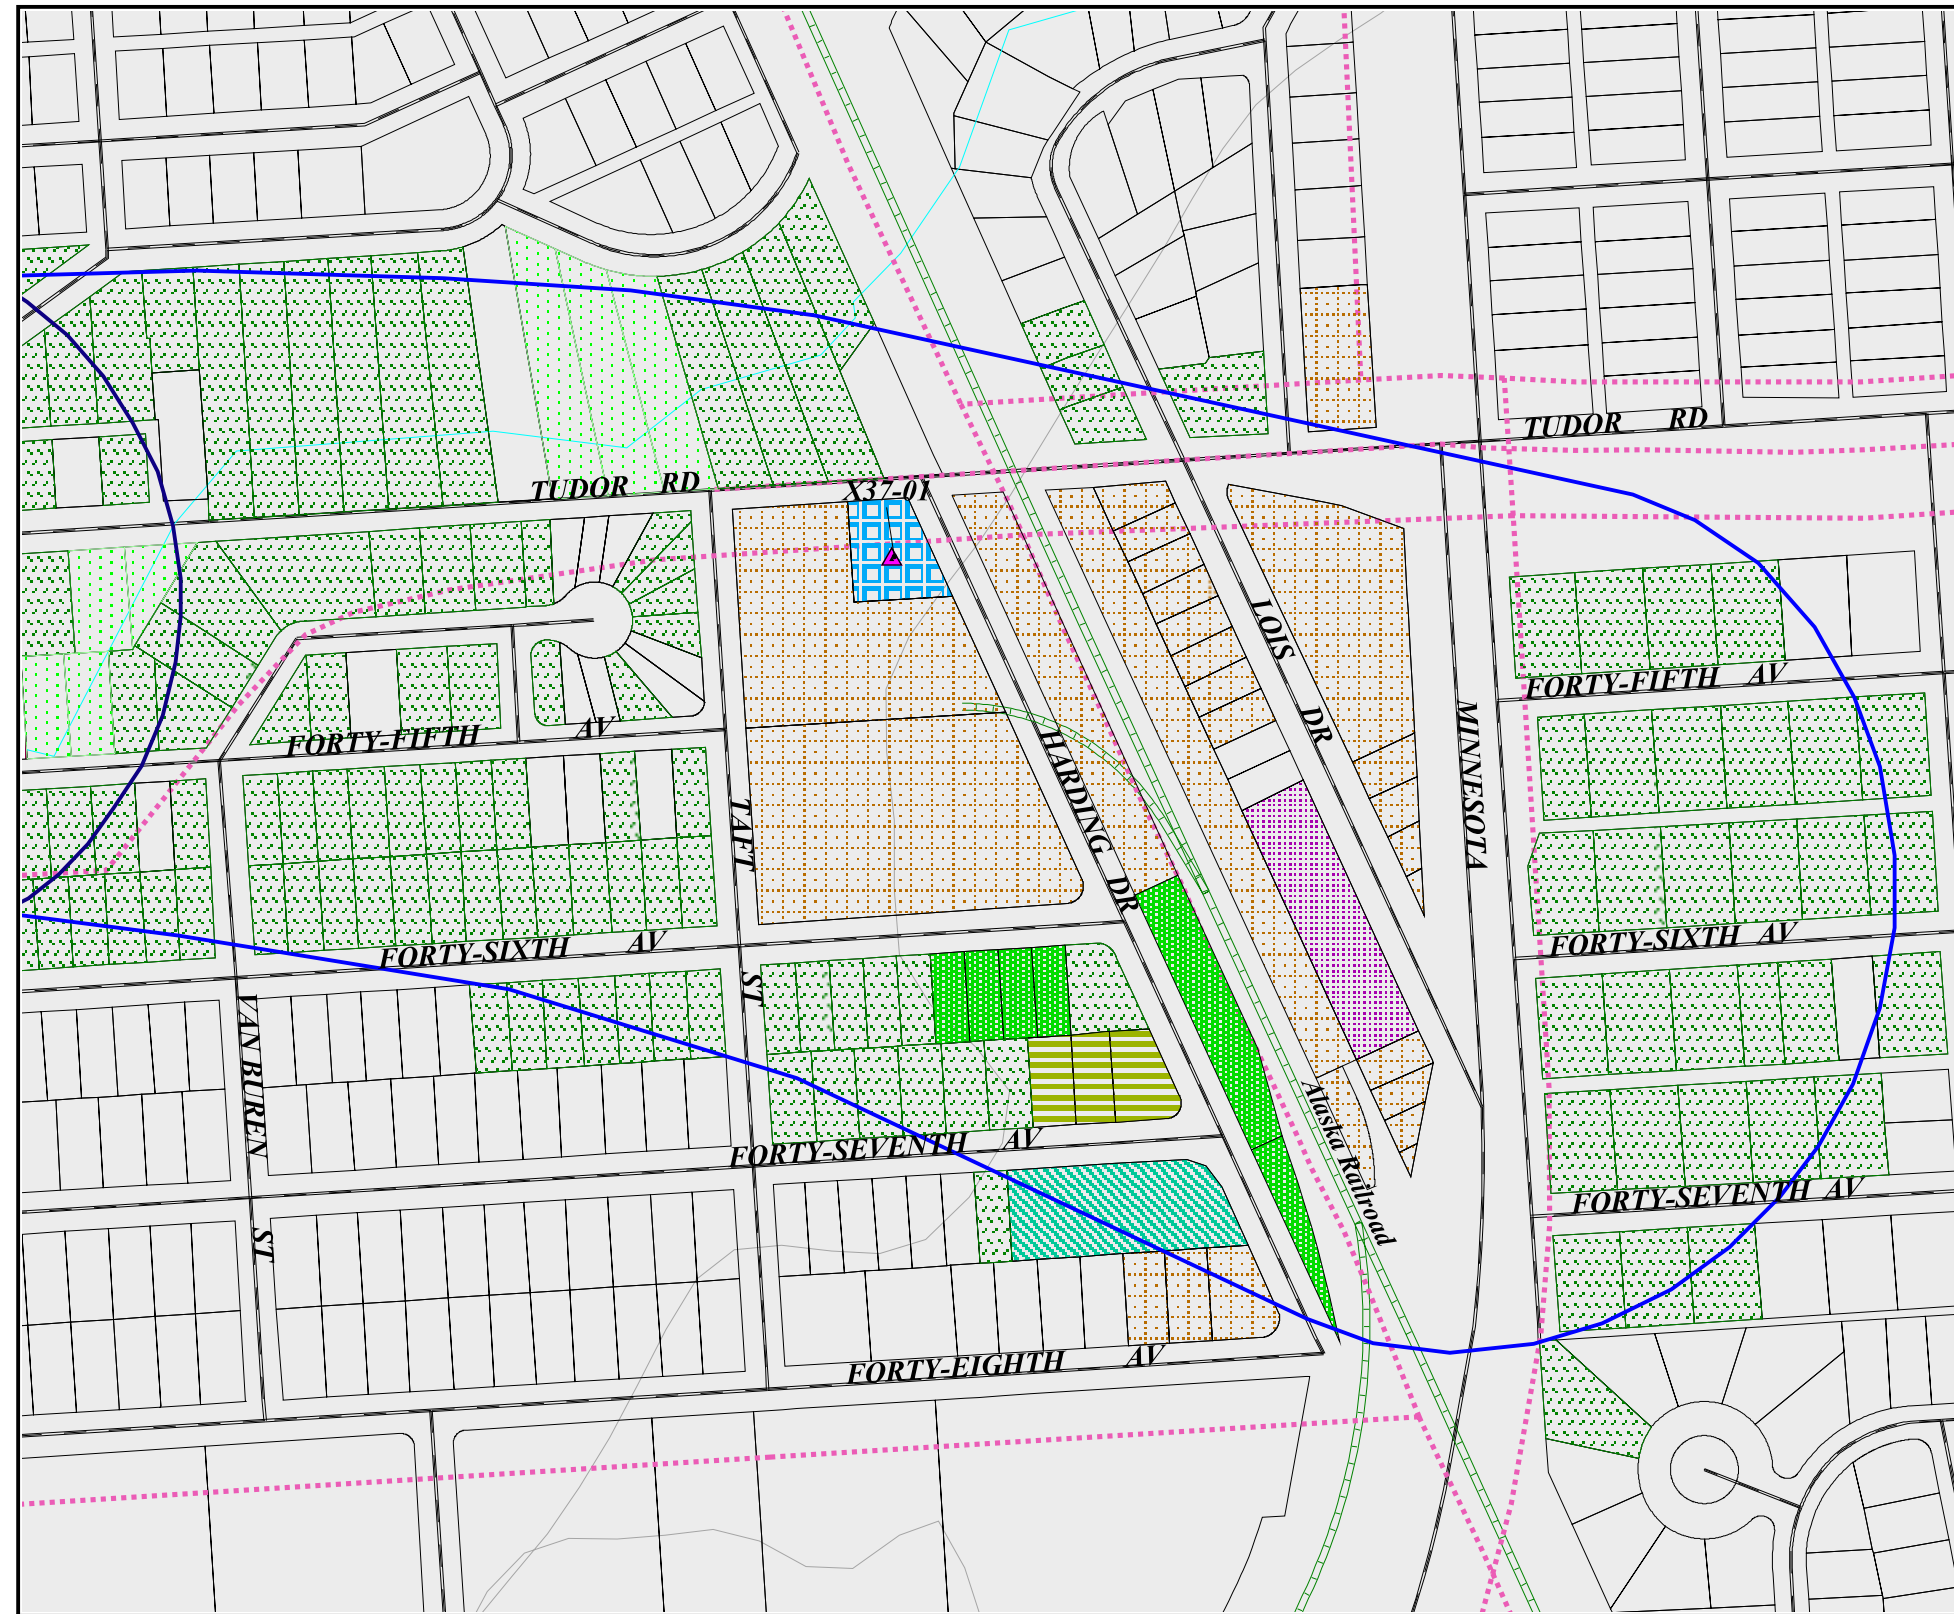 TUDOR RD
TUDOR RD
X37-01
LOIS DR
FORTY-FIFTH AV
FORTY-FIFTH AV
MINNESOTA
HARDING DR
TAFT ST
FORTY-SIXTH AV
FORTY-SIXTH AV
VAN BUREN ST
Alaska Railroad
FORTY-SEVENTH AV
FORTY-SEVENTH AV
FORTY-EIGHTH AV